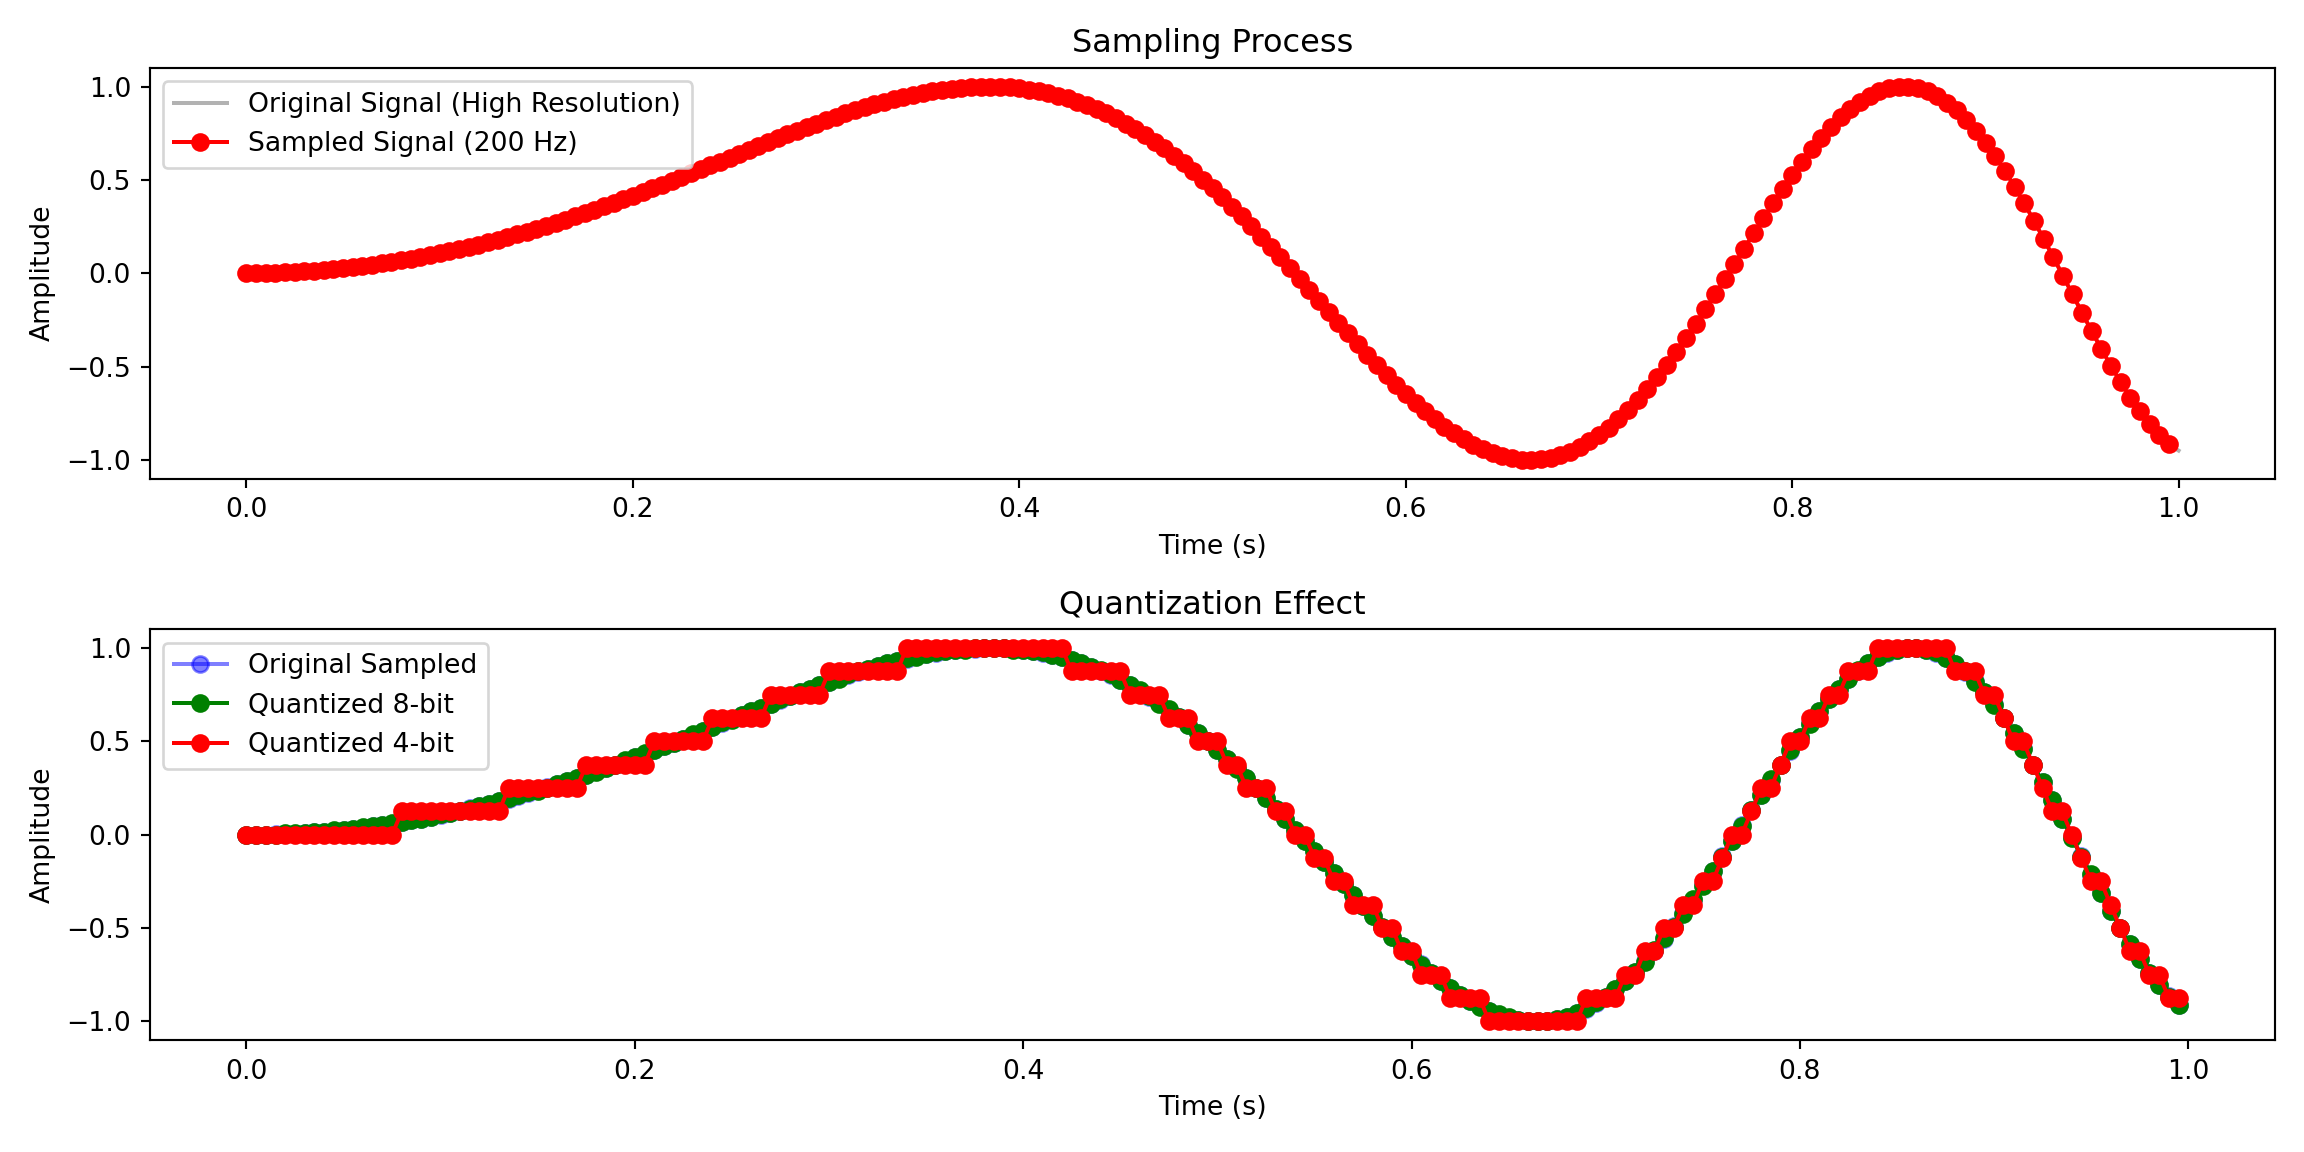 Sampling Process
Original Signal (High Resolution)
Sampled Signal (200 Hz)
Amplitude
1.0
0.5
0.0
−0.5
−1.0
0.0 0.2 0.4 0.6 0.8 1.0
Time (s)
Quantization Effect
Original Sampled
Quantized 8-bit
Quantized 4-bit
Amplitude
1.0
0.5
0.0
−0.5
−1.0
0.0 0.2 0.4 0.6 0.8 1.0
Time (s)